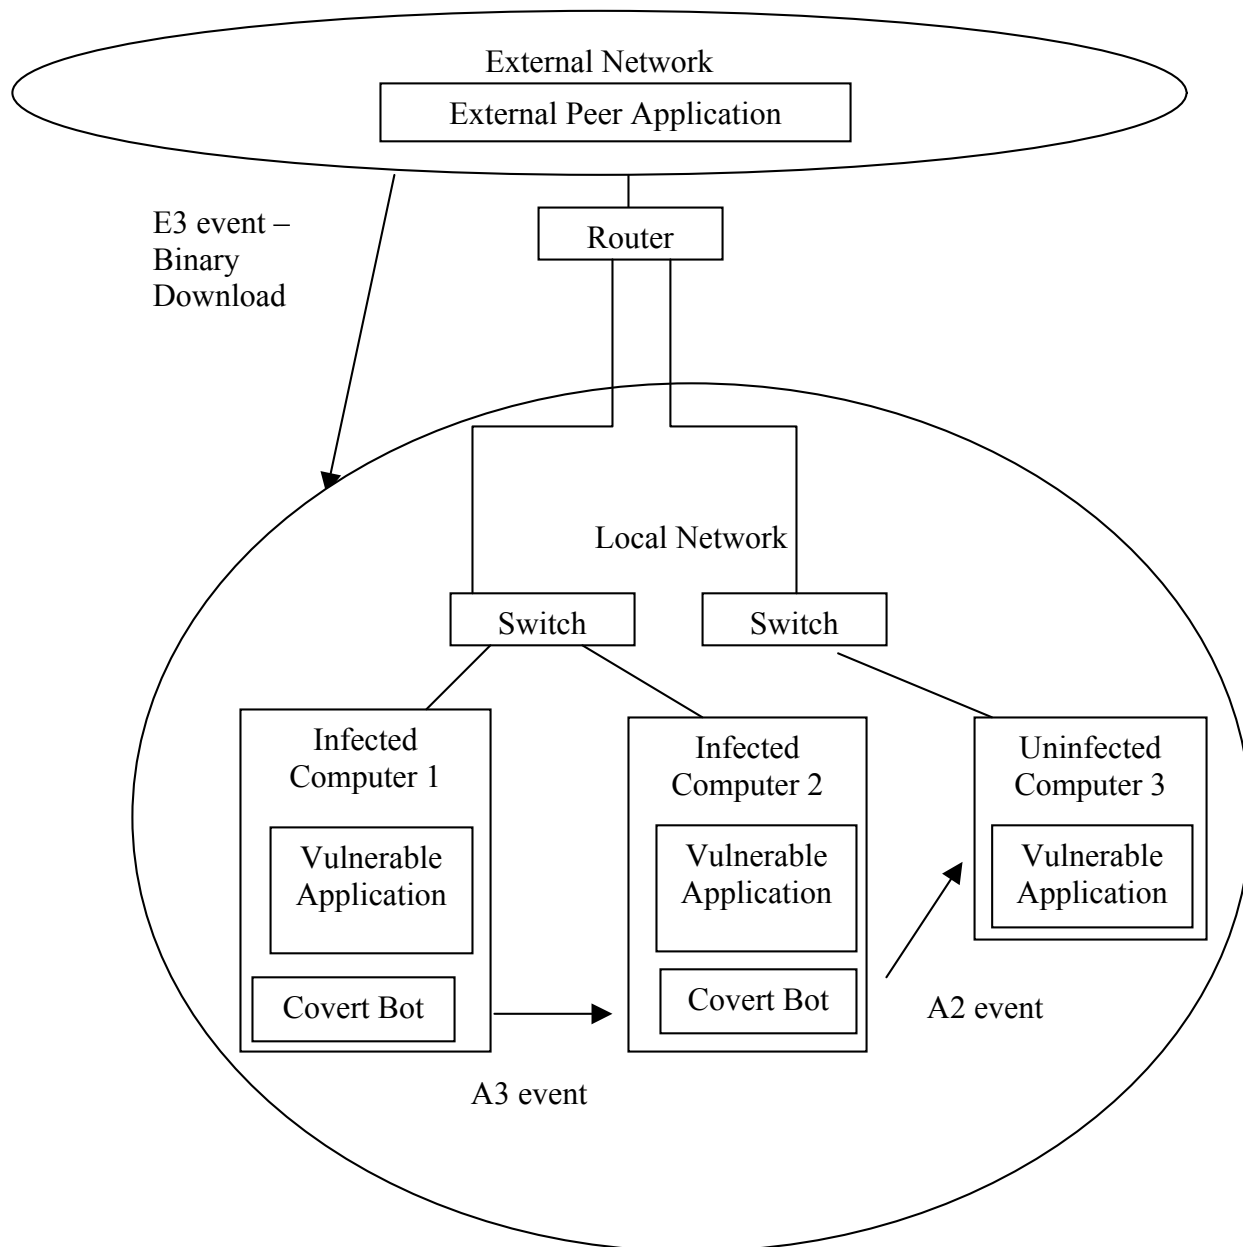 External Network
External Peer Application
E3 event –
Binary
Download
Router
Local Network
Switch
Switch
Infected
Computer 1
Vulnerable
Application
Covert Bot
Infected
Computer 2
Vulnerable
Application
Covert Bot
Uninfected
Computer 3
Vulnerable
Application
A2 event
A3 event